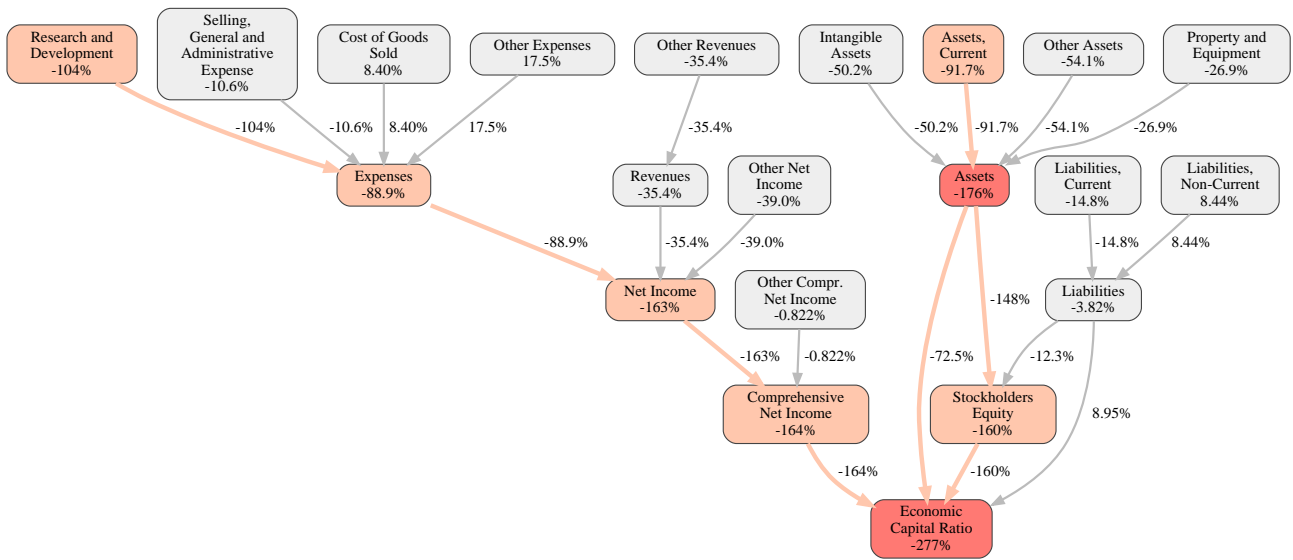 Research and
Development
-104%
Selling,
General and
Administrative
Expense
-10.6%
Cost of Goods
Sold
8.40%
Other Expenses
17.5%
Other Revenues
-35.4%
Intangible
Assets
-50.2%
Assets,
Current
-91.7%
Other Assets
-54.1%
Property and
Equipment
-26.9%
-104%
-10.6%
8.40%
17.5%
-35.4%
-50.2%
-91.7%
-54.1%
-26.9%
Expenses
-88.9%
Revenues
-35.4%
Other Net
Income
-39.0%
Assets
-176%
Liabilities,
Current
-14.8%
Liabilities,
Non-Current
8.44%
-88.9%
-35.4%
-39.0%
-14.8%
8.44%
Net Income
-163%
Other Compr.
Net Income
-0.822%
-148%
Liabilities
-3.82%
-163%
-0.822%
-72.5%
-12.3%
Comprehensive
Net Income
-164%
Stockholders
Equity
-160%
8.95%
-164%
-160%
Economic
Capital Ratio
-277%